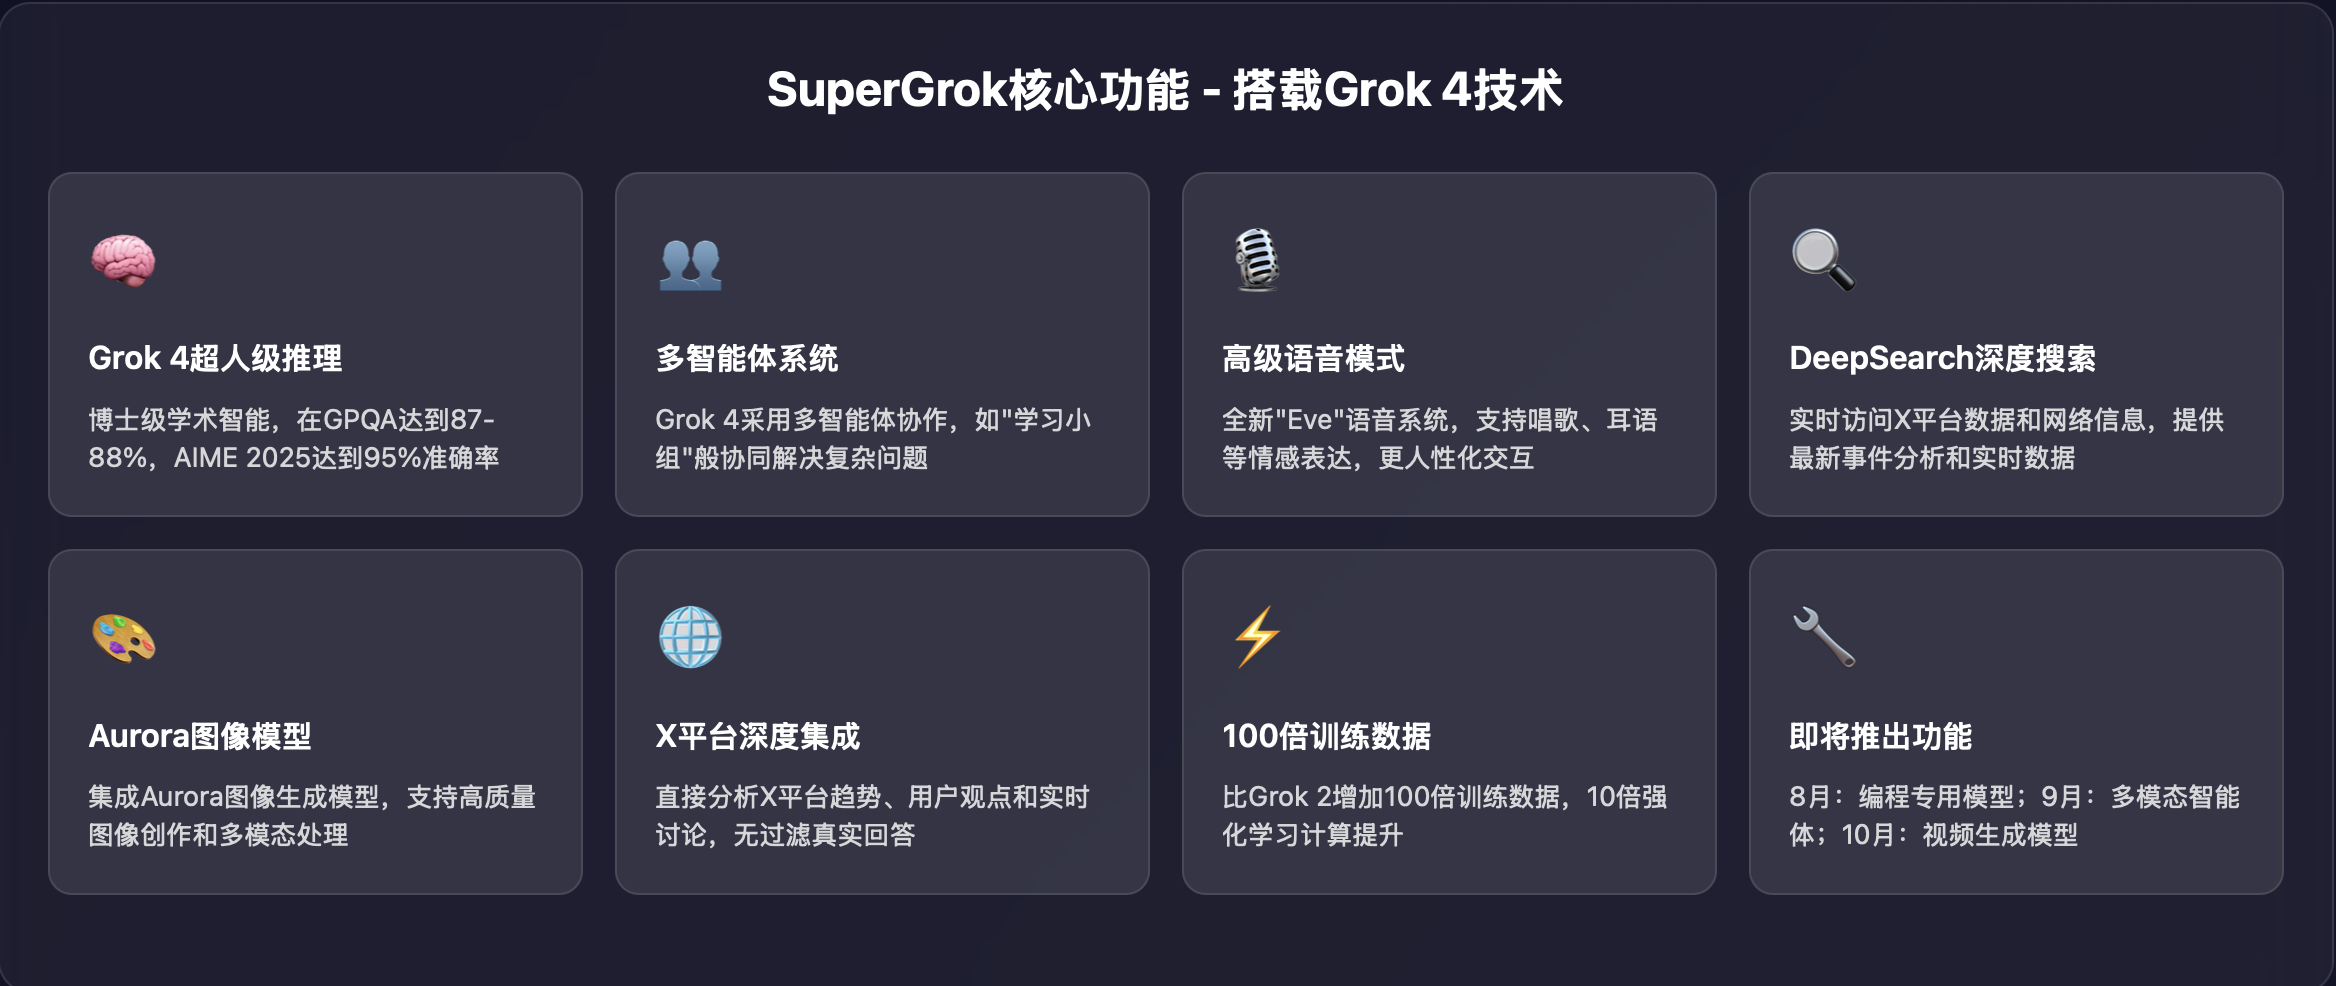 SuperGrok核心功能 - 搭载Grok 4技术
Grok 4超人级推理
博士级学术智能，在GPQA达到87-
88%，AIME 2025达到95%准确率
多智能体系统
Grok 4采用多智能体协作，如"学习小
组"般协同解决复杂问题
高级语音模式
全新"Eve"语音系统，支持唱歌、耳语
等情感表达，更人性化交互
DeepSearch深度搜索
实时访问X平台数据和网络信息，提供
最新事件分析和实时数据
Aurora图像模型
集成Aurora图像生成模型，支持高质量
图像创作和多模态处理
X平台深度集成
直接分析X平台趋势、用户观点和实时
讨论，无过滤真实回答
100倍训练数据
比Grok 2增加100倍训练数据，10倍强
化学习计算提升
即将推出功能
8月：编程专用模型；9月：多模态智能
体；10月：视频生成模型